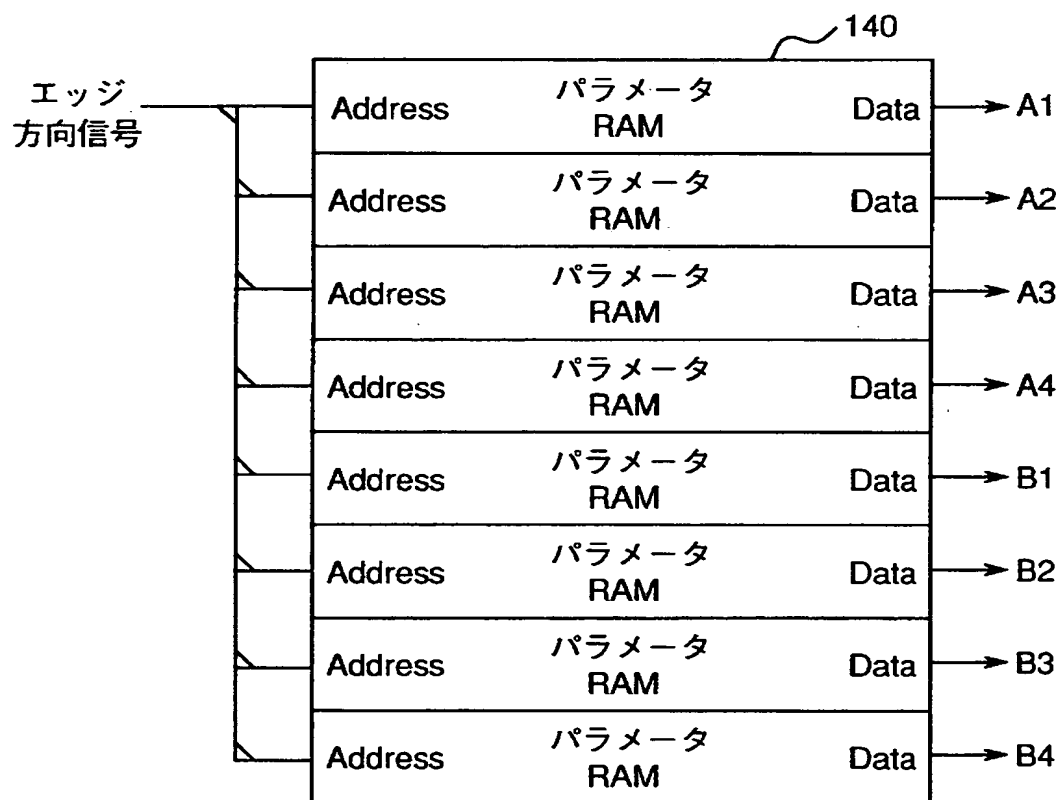 140
エッジ
方向信号
Address パラメータ RAM Data A1
Address パラメータ RAM Data A2
Address パラメータ RAM Data A3
Address パラメータ RAM Data A4
Address パラメータ RAM Data B1
Address パラメータ RAM Data B2
Address パラメータ RAM Data B3
Address パラメータ RAM Data B4